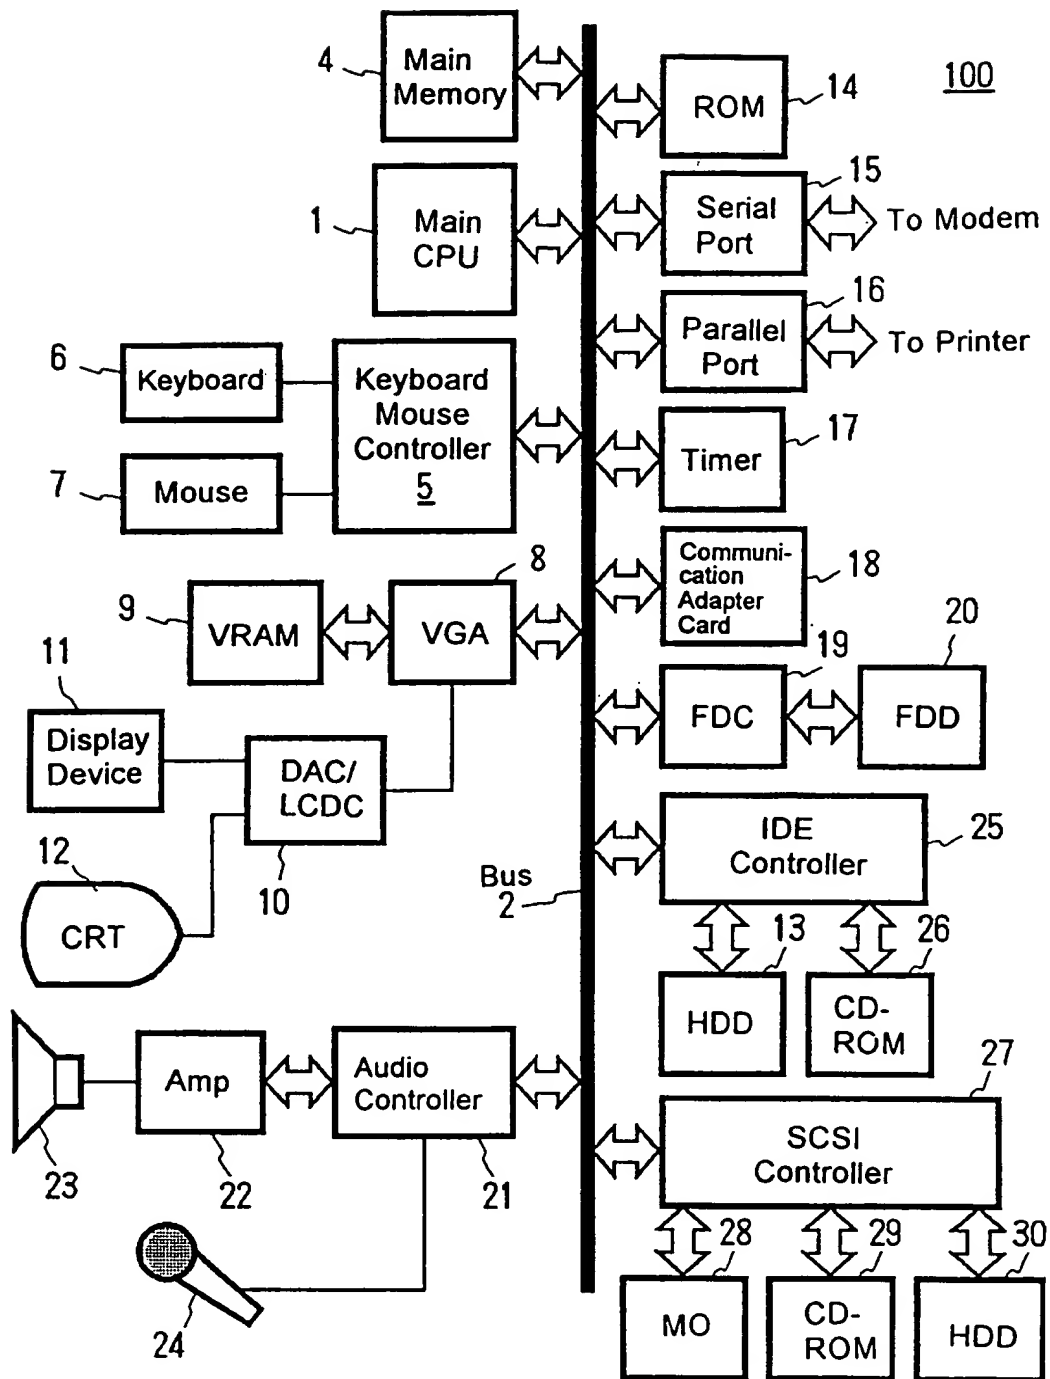 4
Main
Memory
14
ROM
100
1
Main
CPU
15
Serial
Port
To Modem
16
Parallel
Port
To Printer
6
Keyboard
Keyboard
Mouse
Controller
5
7
Mouse
17
Timer
18
Communi-
cation
Adapter
Card
9
VRAM
8
VGA
19
FDC
20
FDD
11
Display
Device
DAC/
LCDC
10
12
CRT
Bus
2
25
IDE
Controller
13
HDD
26
CD-
ROM
23
Amp
22
Audio
Controller
21
24
27
SCSI
Controller
28
MO
29
CD-
ROM
30
HDD